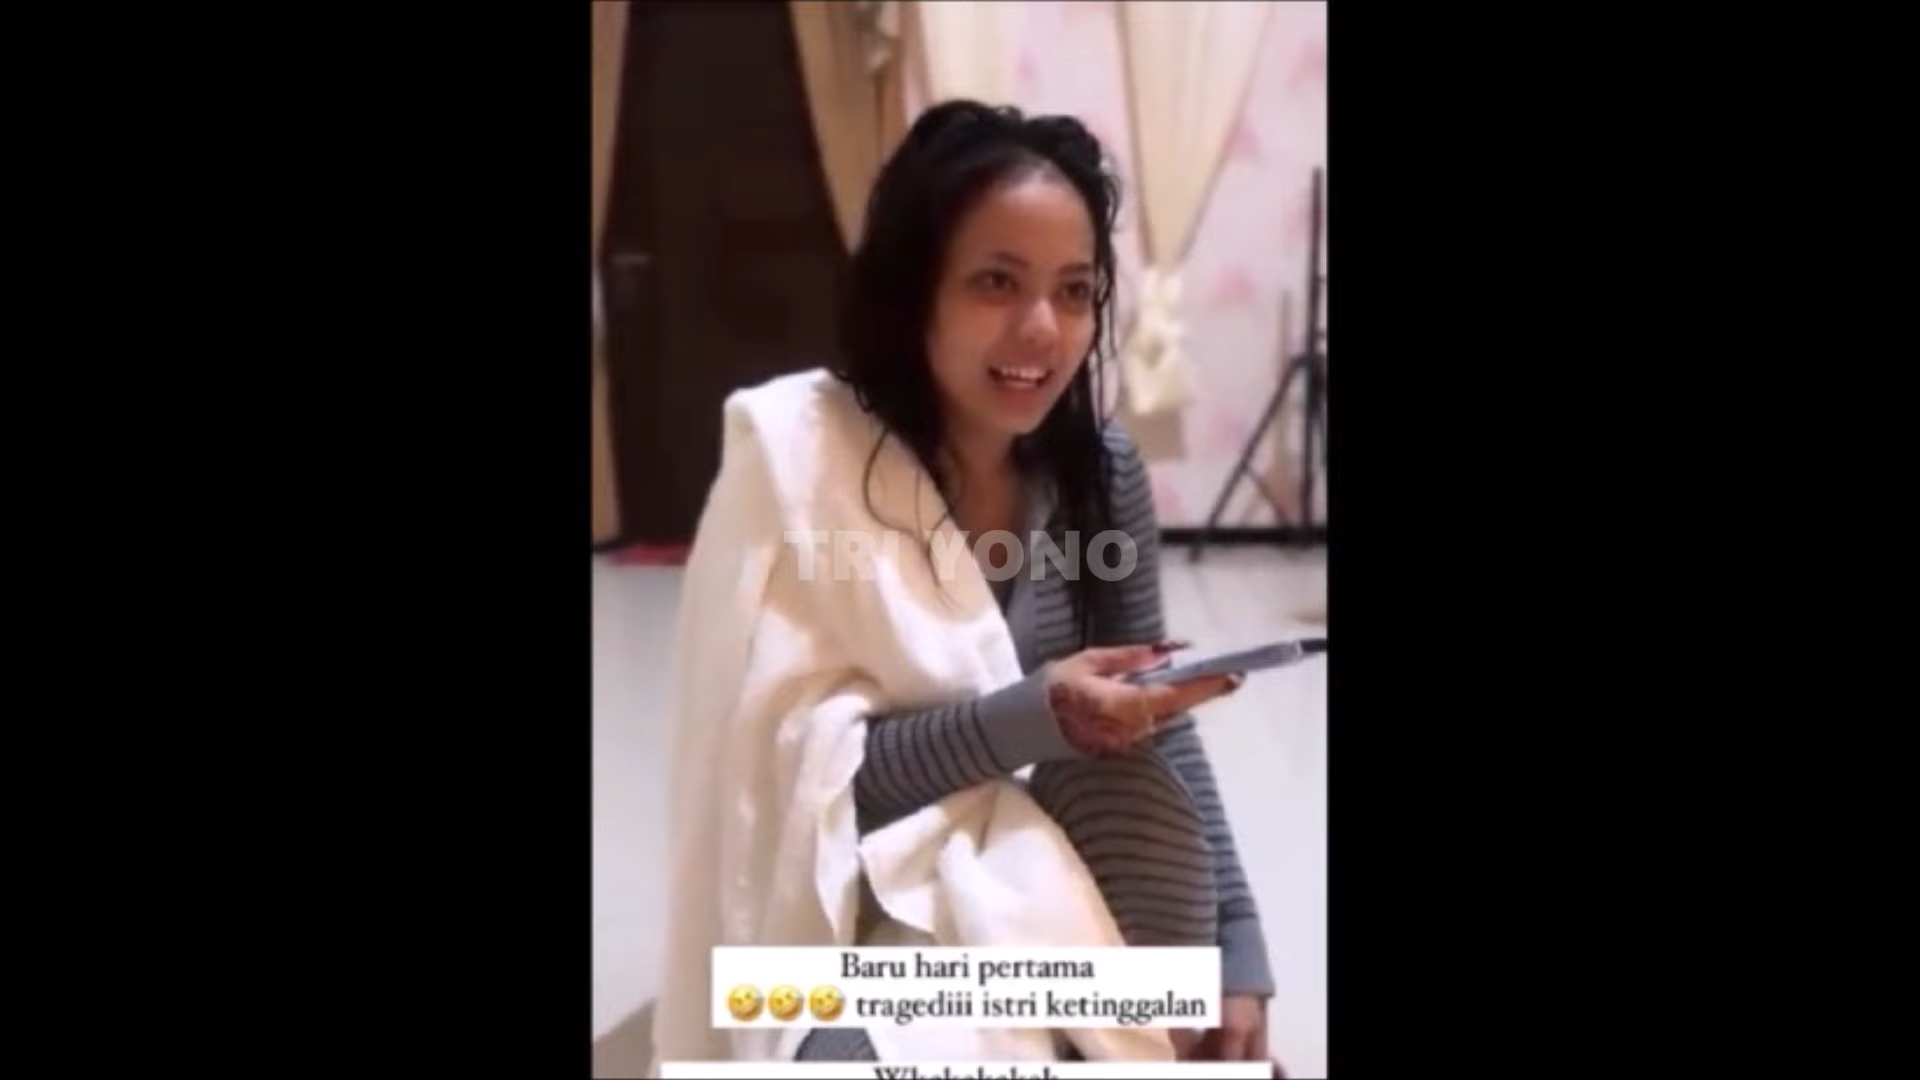 TRI YONO
Baru hari pertama
🤣🤣🤣 tragediii istri ketinggalan